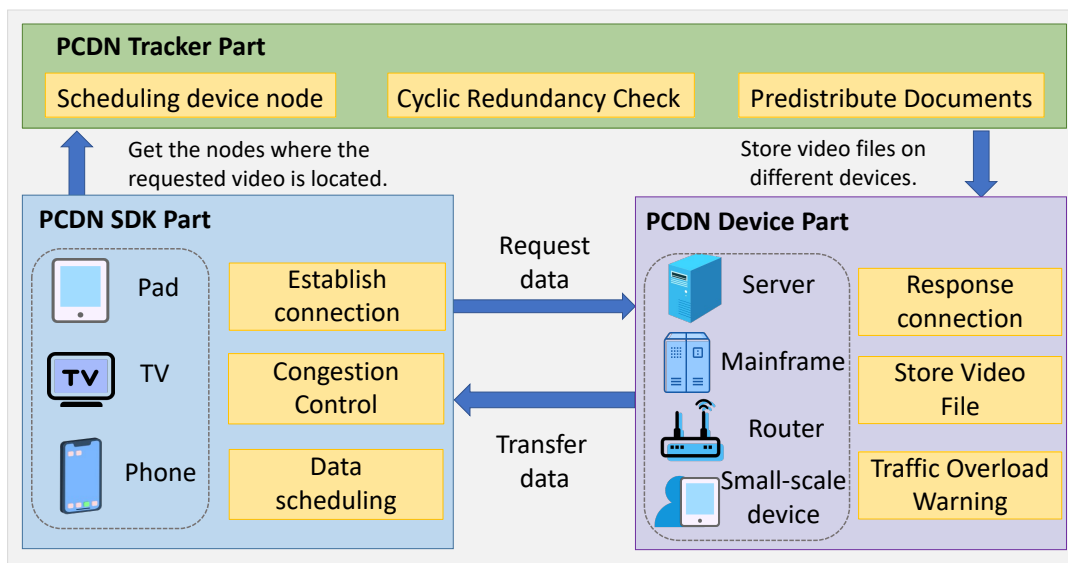 PCDN Tracker Part
Scheduling device node
Cyclic Redundancy Check
Predistribute Documents
Get the nodes where the
requested video is located.
Store video files on
different devices.
PCDN SDK Part
Pad
TV
TV
Phone
Establish
connection
Congestion
Control
Data
scheduling
Request
data
Transfer
data
PCDN Device Part
Server
Mainframe
Router
Small-scale
device
Response
connection
Store Video
File
Traffic Overload
Warning